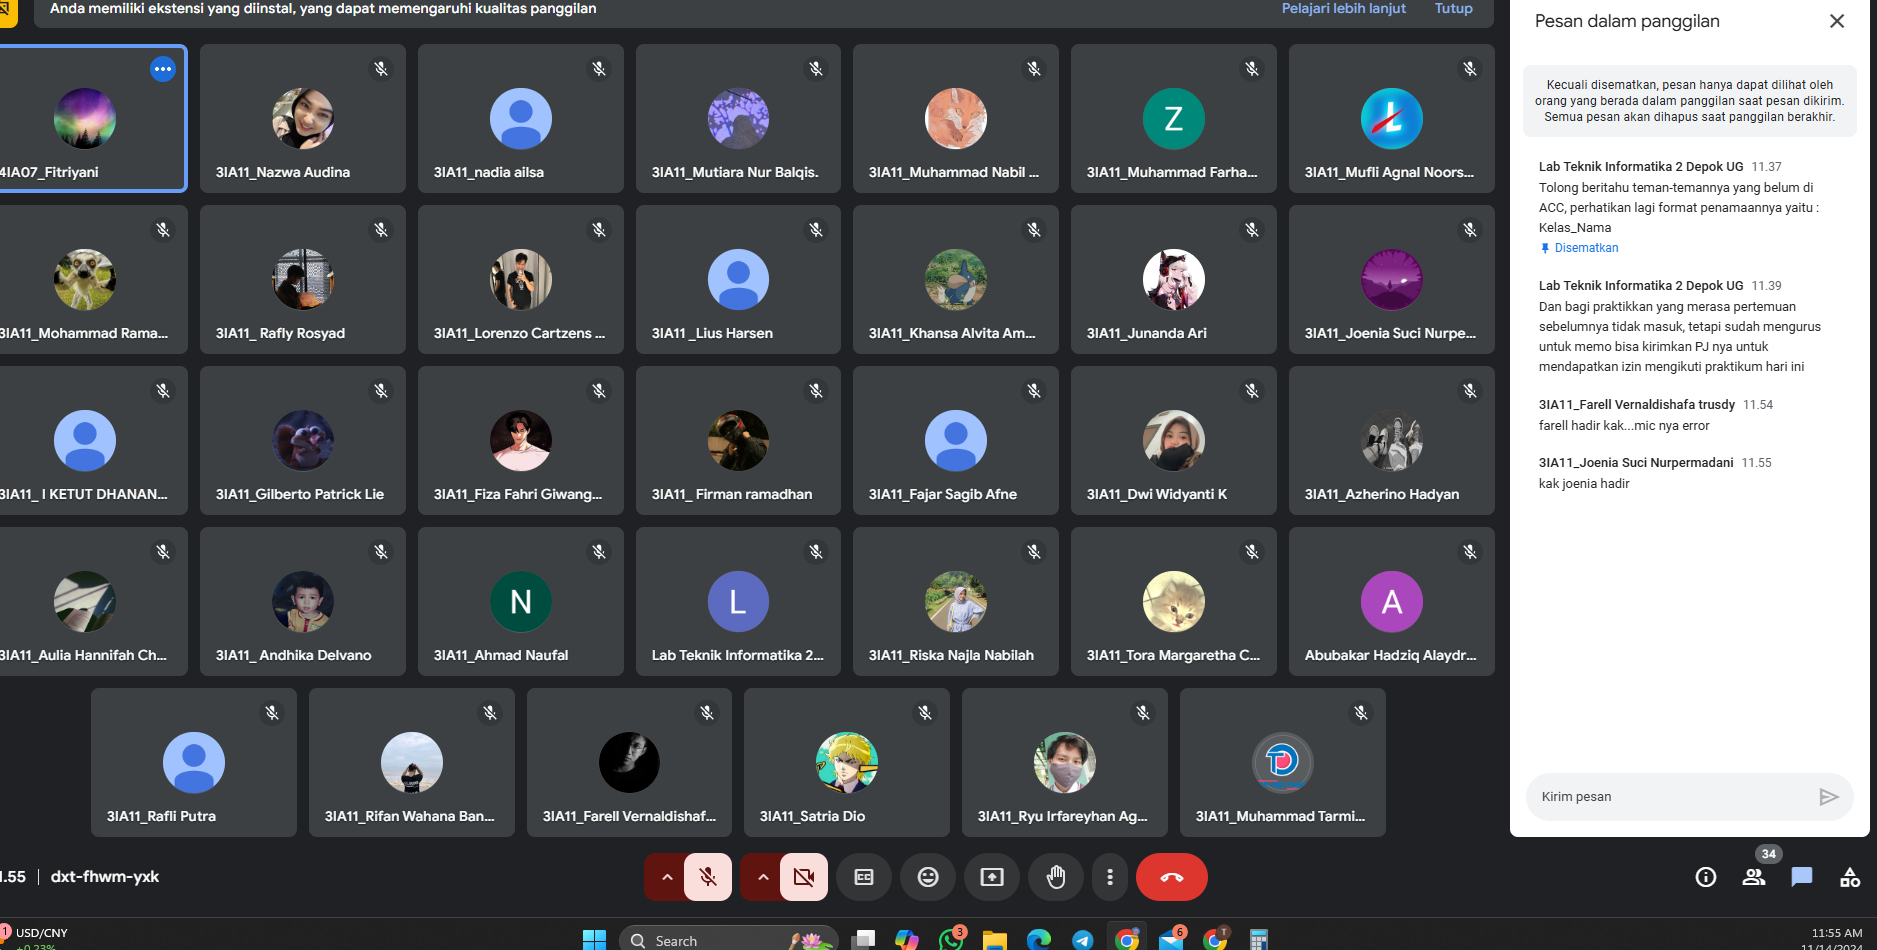 Anda memiliki ekstensi yang diinstal, yang dapat memengaruhi kualitas panggilan
Pelajari lebih lanjut
Tutup
4IA07_Fitriyani
3IA11_Nazwa Audina
3IA11_nadia ailsa
3IA11_Mutiara Nur Balqis.
3IA11_Muhammad Nabil ...
Z
3IA11_Muhammad Farha...
L
3IA11_Mufli Agnal Noors...
3IA11_Mohammad Rama...
3IA11_ Rafly Rosyad
3IA11_Lorenzo Cartzens ...
3IA11 _Lius Harsen
3IA11_Khansa Alvita Am...
3IA11_Junanda Ari
3IA11_Joenia Suci Nurpe...
3IA11_ I KETUT DHANAN...
3IA11_Gilberto Patrick Lie
3IA11_Fiza Fahri Giwang...
3IA11_ Firman ramadhan
3IA11_Fajar Sagib Afne
3IA11_Dwi Widyanti K
3IA11_Azherino Hadyan
3IA11_Aulia Hannifah Ch...
3IA11_ Andhika Delvano
N
3IA11_Ahmad Naufal
L
Lab Teknik Informatika 2...
3IA11_Riska Najla Nabilah
3IA11_Tora Margaretha C...
A
Abubakar Hadziq Alaydr...
3IA11_Rafli Putra
3IA11_Rifan Wahana Ban...
3IA11_Farell Vernaldishaf...
3IA11_Satria Dio
3IA11_Ryu Irfareyhan Ag...
3IA11_Muhammad Tarmi...
Pesan dalam panggilan
Kecuali disematkan, pesan hanya dapat dilihat oleh
orang yang berada dalam panggilan saat pesan dikirim.
Semua pesan akan dihapus saat panggilan berakhir.
Lab Teknik Informatika 2 Depok UG 11.37
Tolong beritahu teman-temannya yang belum di
ACC, perhatikan lagi format penamaannya yaitu :
Kelas_Nama
Disematkan
Lab Teknik Informatika 2 Depok UG 11.39
Dan bagi praktikkan yang merasa pertemuan
sebelumnya tidak masuk, tetapi sudah mengurus
untuk memo bisa kirimkan PJ nya untuk
mendapatkan izin mengikuti praktikum hari ini
3IA11_Farell Vernaldishafa trusdy 11.54
farell hadir kak...mic nya error
3IA11_Joenia Suci Nurpermadani 11.55
kak joenia hadir
Kirim pesan
.55 | dxt-fhwm-yxk
34
1
USD/CNY
+0.23%
Search
3
6
T
11:55 AM
11/14/2024